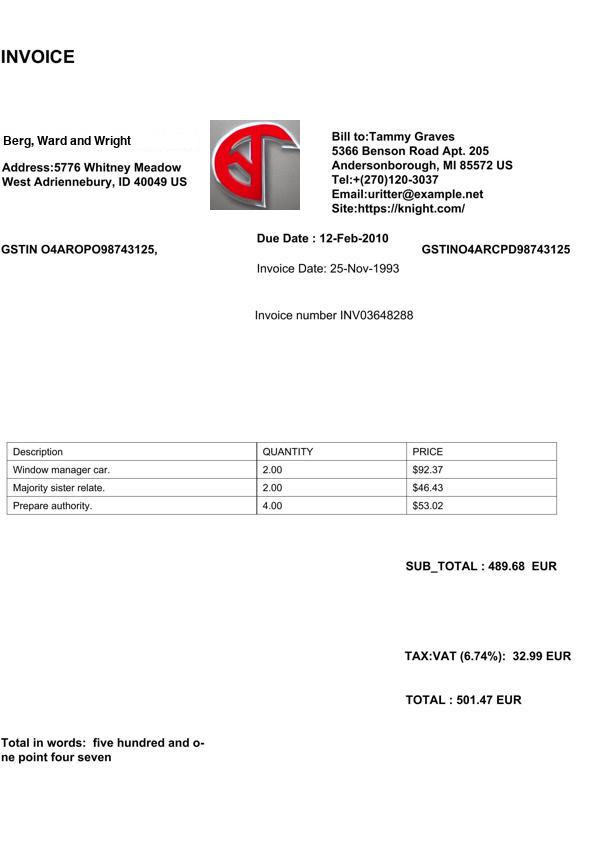 INVOICE
Berg, Ward and Wright
Address:5776 Whitney Meadow
West Adriennebury, ID 40049 US
Bill to:Tammy Graves
5366 Benson Road Apt. 205
Andersonborough, MI 85572 US
Tel:+(270)120-3037
Email:uritter@example.net
Site:https://knight.com/
GSTIN O4AROPO98743125,
Due Date : 12-Feb-2010
GSTINO4ARCPD98743125
Invoice Date: 25-Nov-1993
Invoice number INV03648288
Description QUANTITY PRICE
Window manager car. 2.00 $92.37
Majority sister relate. 2.00 $46.43
Prepare authority. 4.00 $53.02
SUB_TOTAL : 489.68 EUR
TAX:VAT (6.74%): 32.99 EUR
TOTAL : 501.47 EUR
Total in words: five hundred and o-
ne point four seven